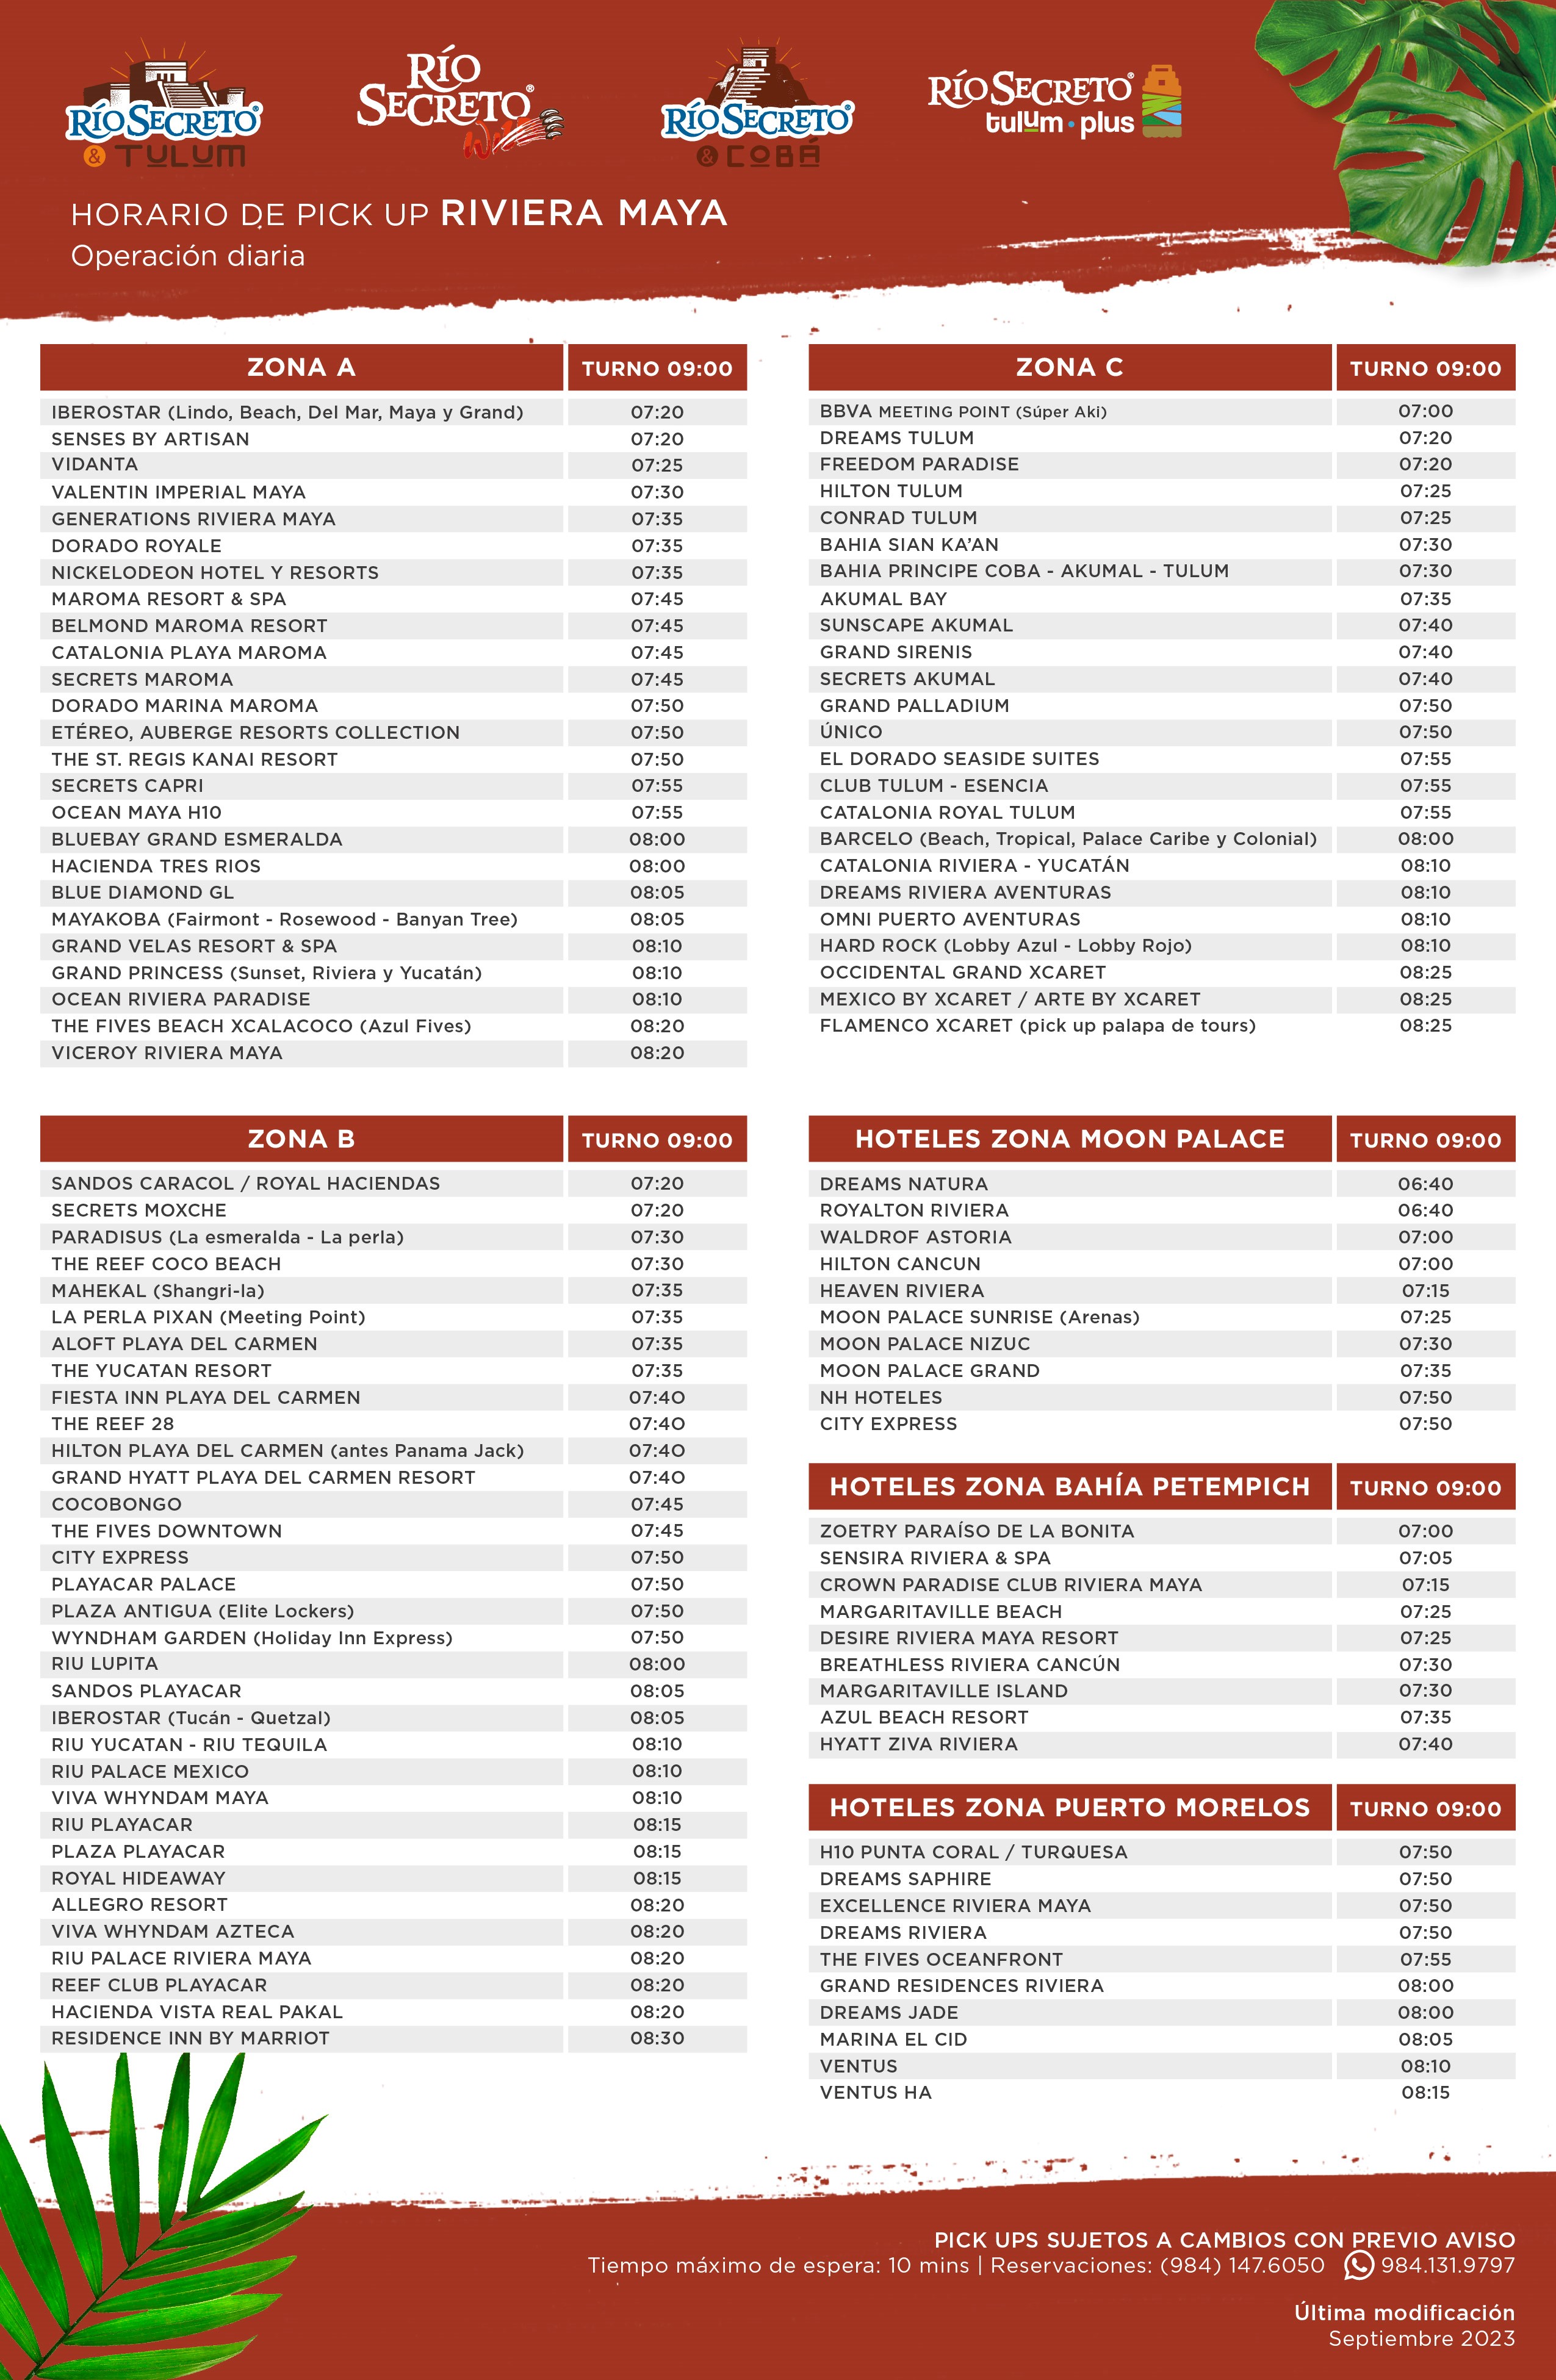 RÍO SECRETO®
& TULUM
RÍO
SECRETO®
Wild
RÍO SECRETO®
& COBÁ
RÍO SECRETO®
tulum • plus
HORARIO DE PICK UP RIVIERA MAYA
Operación diaria
ZONA A TURNO 09:00
IBEROSTAR (Lindo, Beach, Del Mar, Maya y Grand) 07:20
SENSES BY ARTISAN 07:20
VIDANTA 07:25
VALENTIN IMPERIAL MAYA 07:30
GENERATIONS RIVIERA MAYA 07:35
DORADO ROYALE 07:35
NICKELODEON HOTEL Y RESORTS 07:35
MAROMA RESORT & SPA 07:45
BELMOND MAROMA RESORT 07:45
CATALONIA PLAYA MAROMA 07:45
SECRETS MAROMA 07:45
DORADO MARINA MAROMA 07:50
ETÉREO, AUBERGE RESORTS COLLECTION 07:50
THE ST. REGIS KANAI RESORT 07:50
SECRETS CAPRI 07:55
OCEAN MAYA H10 07:55
BLUEBAY GRAND ESMERALDA 08:00
HACIENDA TRES RIOS 08:00
BLUE DIAMOND GL 08:05
MAYAKOBA (Fairmont - Rosewood - Banyan Tree) 08:05
GRAND VELAS RESORT & SPA 08:10
GRAND PRINCESS (Sunset, Riviera y Yucatán) 08:10
OCEAN RIVIERA PARADISE 08:10
THE FIVES BEACH XCALACOCO (Azul Fives) 08:20
VICEROY RIVIERA MAYA 08:20
ZONA B TURNO 09:00
SANDOS CARACOL / ROYAL HACIENDAS 07:20
SECRETS MOXCHE 07:20
PARADISUS (La esmeralda - La perla) 07:30
THE REEF COCO BEACH 07:30
MAHEKAL (Shangri-la) 07:35
LA PERLA PIXAN (Meeting Point) 07:35
ALOFT PLAYA DEL CARMEN 07:35
THE YUCATAN RESORT 07:35
FIESTA INN PLAYA DEL CARMEN 07:4O
THE REEF 28 07:4O
HILTON PLAYA DEL CARMEN (antes Panama Jack) 07:4O
GRAND HYATT PLAYA DEL CARMEN RESORT 07:4O
COCOBONGO 07:45
THE FIVES DOWNTOWN 07:45
CITY EXPRESS 07:50
PLAYACAR PALACE 07:50
PLAZA ANTIGUA (Elite Lockers) 07:50
WYNDHAM GARDEN (Holiday Inn Express) 07:50
RIU LUPITA 08:00
SANDOS PLAYACAR 08:05
IBEROSTAR (Tucán - Quetzal) 08:05
RIU YUCATAN - RIU TEQUILA 08:10
RIU PALACE MEXICO 08:10
VIVA WHYNDAM MAYA 08:10
RIU PLAYACAR 08:15
PLAZA PLAYACAR 08:15
ROYAL HIDEAWAY 08:15
ALLEGRO RESORT 08:20
VIVA WHYNDAM AZTECA 08:20
RIU PALACE RIVIERA MAYA 08:20
REEF CLUB PLAYACAR 08:20
HACIENDA VISTA REAL PAKAL 08:20
RESIDENCE INN BY MARRIOT 08:30
ZONA C TURNO 09:00
BBVA MEETING POINT (Súper Aki) 07:00
DREAMS TULUM 07:20
FREEDOM PARADISE 07:20
HILTON TULUM 07:25
CONRAD TULUM 07:25
BAHIA SIAN KA’AN 07:30
BAHIA PRINCIPE COBA - AKUMAL - TULUM 07:30
AKUMAL BAY 07:35
SUNSCAPE AKUMAL 07:40
GRAND SIRENIS 07:40
SECRETS AKUMAL 07:40
GRAND PALLADIUM 07:50
ÚNICO 07:50
EL DORADO SEASIDE SUITES 07:55
CLUB TULUM - ESENCIA 07:55
CATALONIA ROYAL TULUM 07:55
BARCELO (Beach, Tropical, Palace Caribe y Colonial) 08:00
CATALONIA RIVIERA - YUCATÁN 08:10
DREAMS RIVIERA AVENTURAS 08:10
OMNI PUERTO AVENTURAS 08:10
HARD ROCK (Lobby Azul - Lobby Rojo) 08:10
OCCIDENTAL GRAND XCARET 08:25
MEXICO BY XCARET / ARTE BY XCARET 08:25
FLAMENCO XCARET (pick up palapa de tours) 08:25
HOTELES ZONA MOON PALACE TURNO 09:00
DREAMS NATURA 06:40
ROYALTON RIVIERA 06:40
WALDROF ASTORIA 07:00
HILTON CANCUN 07:00
HEAVEN RIVIERA 07:15
MOON PALACE SUNRISE (Arenas) 07:25
MOON PALACE NIZUC 07:30
MOON PALACE GRAND 07:35
NH HOTELES 07:50
CITY EXPRESS 07:50
HOTELES ZONA BAHÍA PETEMPICH TURNO 09:00
ZOETRY PARAÍSO DE LA BONITA 07:00
SENSIRA RIVIERA & SPA 07:05
CROWN PARADISE CLUB RIVIERA MAYA 07:15
MARGARITAVILLE BEACH 07:25
DESIRE RIVIERA MAYA RESORT 07:25
BREATHLESS RIVIERA CANCÚN 07:30
MARGARITAVILLE ISLAND 07:30
AZUL BEACH RESORT 07:35
HYATT ZIVA RIVIERA 07:40
HOTELES ZONA PUERTO MORELOS TURNO 09:00
H10 PUNTA CORAL / TURQUESA 07:50
DREAMS SAPHIRE 07:50
EXCELLENCE RIVIERA MAYA 07:50
DREAMS RIVIERA 07:50
THE FIVES OCEANFRONT 07:55
GRAND RESIDENCES RIVIERA 08:00
DREAMS JADE 08:00
MARINA EL CID 08:05
VENTUS 08:10
VENTUS HA 08:15
PICK UPS SUJETOS A CAMBIOS CON PREVIO AVISO
Tiempo máximo de espera: 10 mins | Reservaciones: (984) 147.6050 984.131.9797
Última modificación
Septiembre 2023